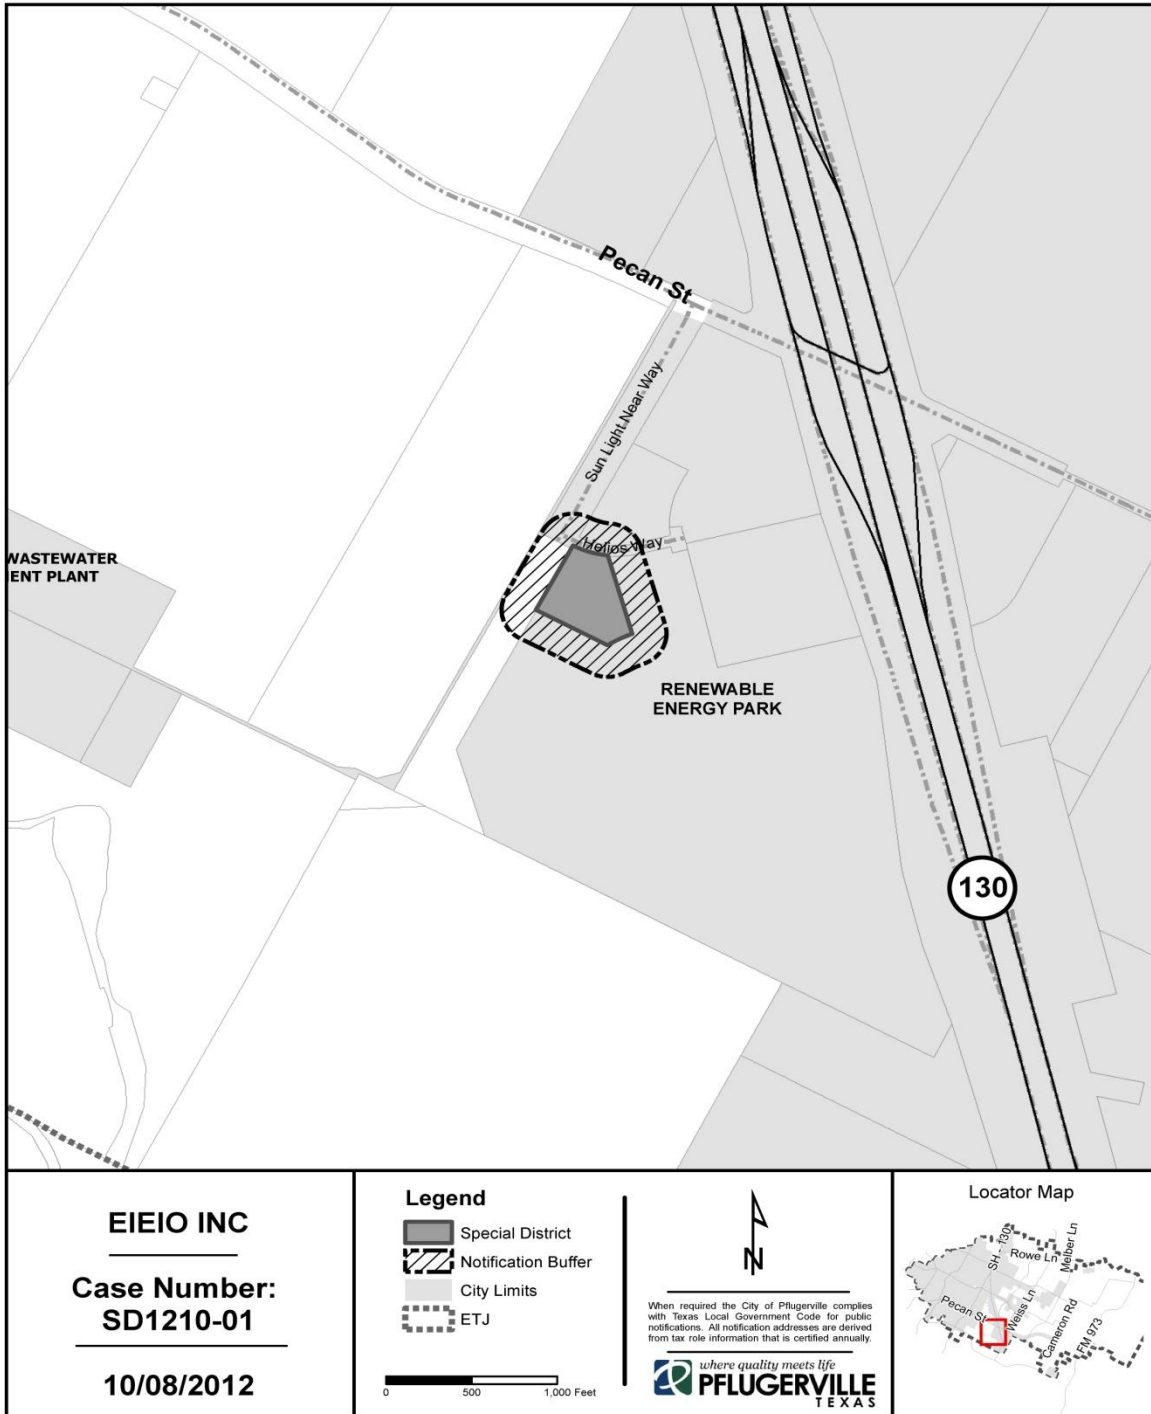 Pecan St
Sun Light Near Way
Helios Way
WASTEWATER
ENT PLANT
RENEWABLE
ENERGY PARK
130
EIEIO INC
Case Number:
SD1210-01
10/08/2012
Legend
Special District
Notification Buffer
City Limits
ETJ
0 500 1,000 Feet
N
When required the City of Pflugerville complies
with Texas Local Government Code for public
notifications. All notification addresses are derived
from tax role information that is certified annually.
where quality meets life
PFLUGERVILLE
TEXAS
Locator Map
SH - 130
Rowe Ln
Melber Ln
Pecan St
Weiss Ln
Cameron Rd
FM 973